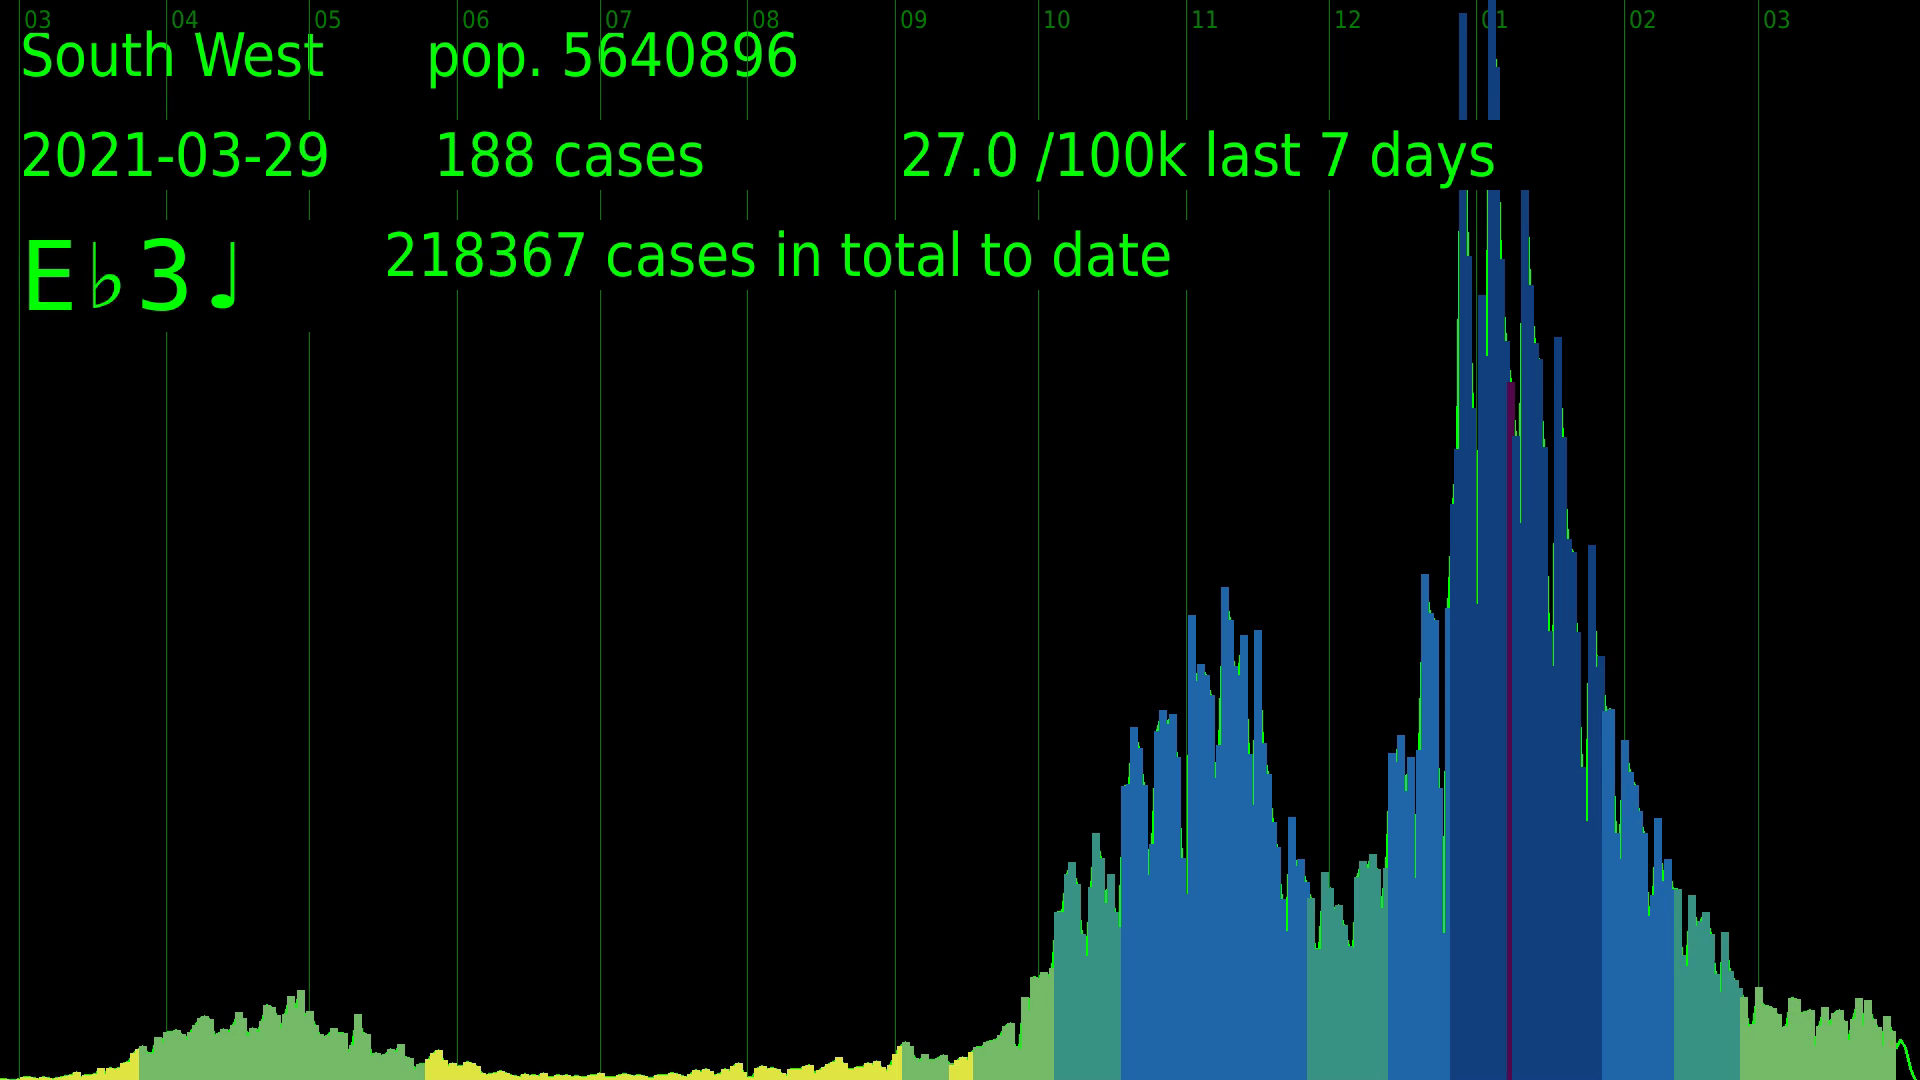 03 04 05 06 07 08 09 10 11 12 01 02 03
South West pop. 5640896
2021-03-29 188 cases 27.0 /100k last 7 days
E♭3♩ 218367 cases in total to date